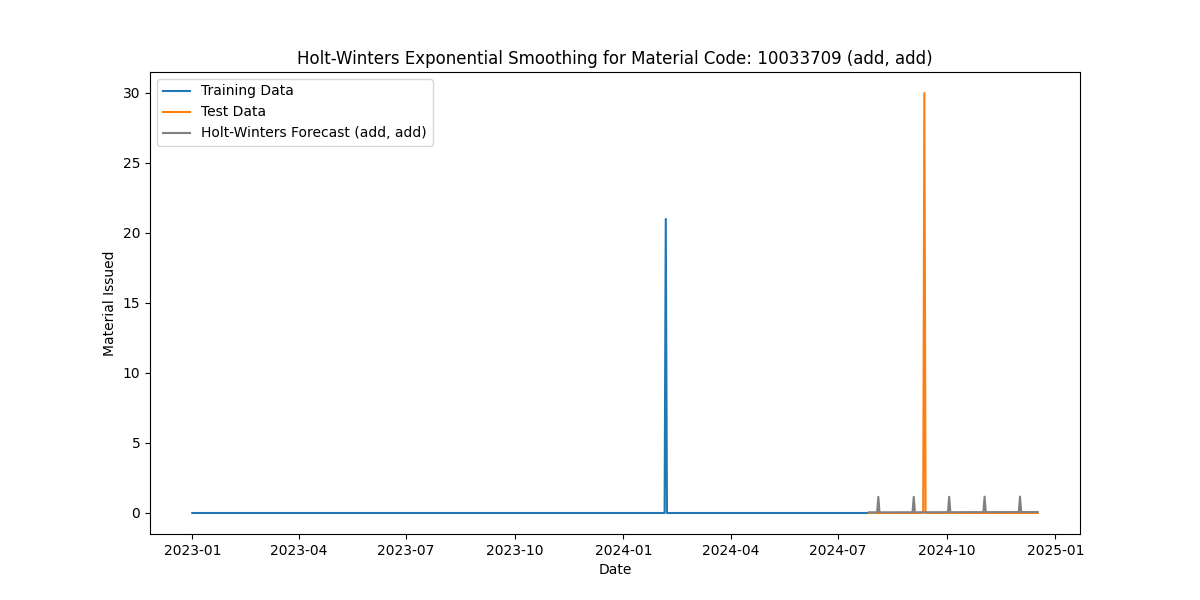 Holt-Winters Exponential Smoothing for Material Code: 10033709 (add, add)
Training Data
Test Data
Holt-Winters Forecast (add, add)
30
25
20
15
10
5
0
Material Issued
2023-01 2023-04 2023-07 2023-10 2024-01 2024-04 2024-07 2024-10 2025-01
Date